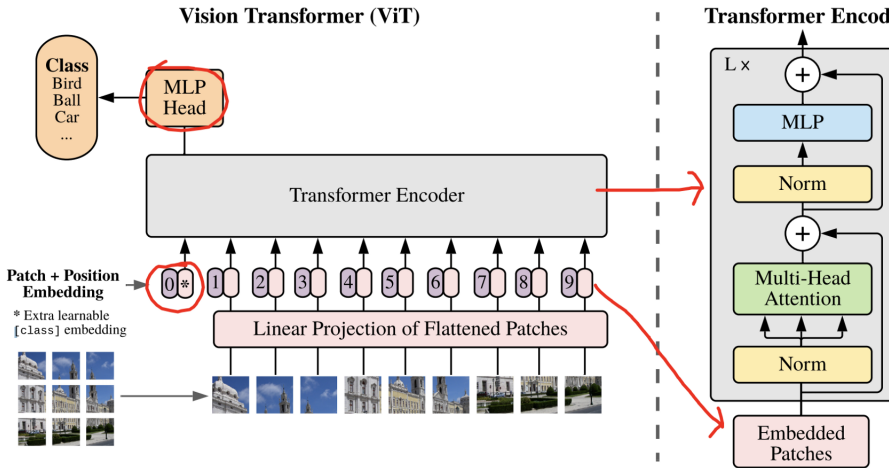 Vision Transformer (ViT)
Class
Bird
Ball
Car
...
MLP
Head
Transformer Encoder
0 * 1 2 3 4 5 6 7 8 9
Patch + Position
Embedding
* Extra learnable
[class] embedding
Linear Projection of Flattened Patches
Transformer Encod
L ×
+
MLP
Norm
+
Multi-Head
Attention
Norm
Embedded
Patches